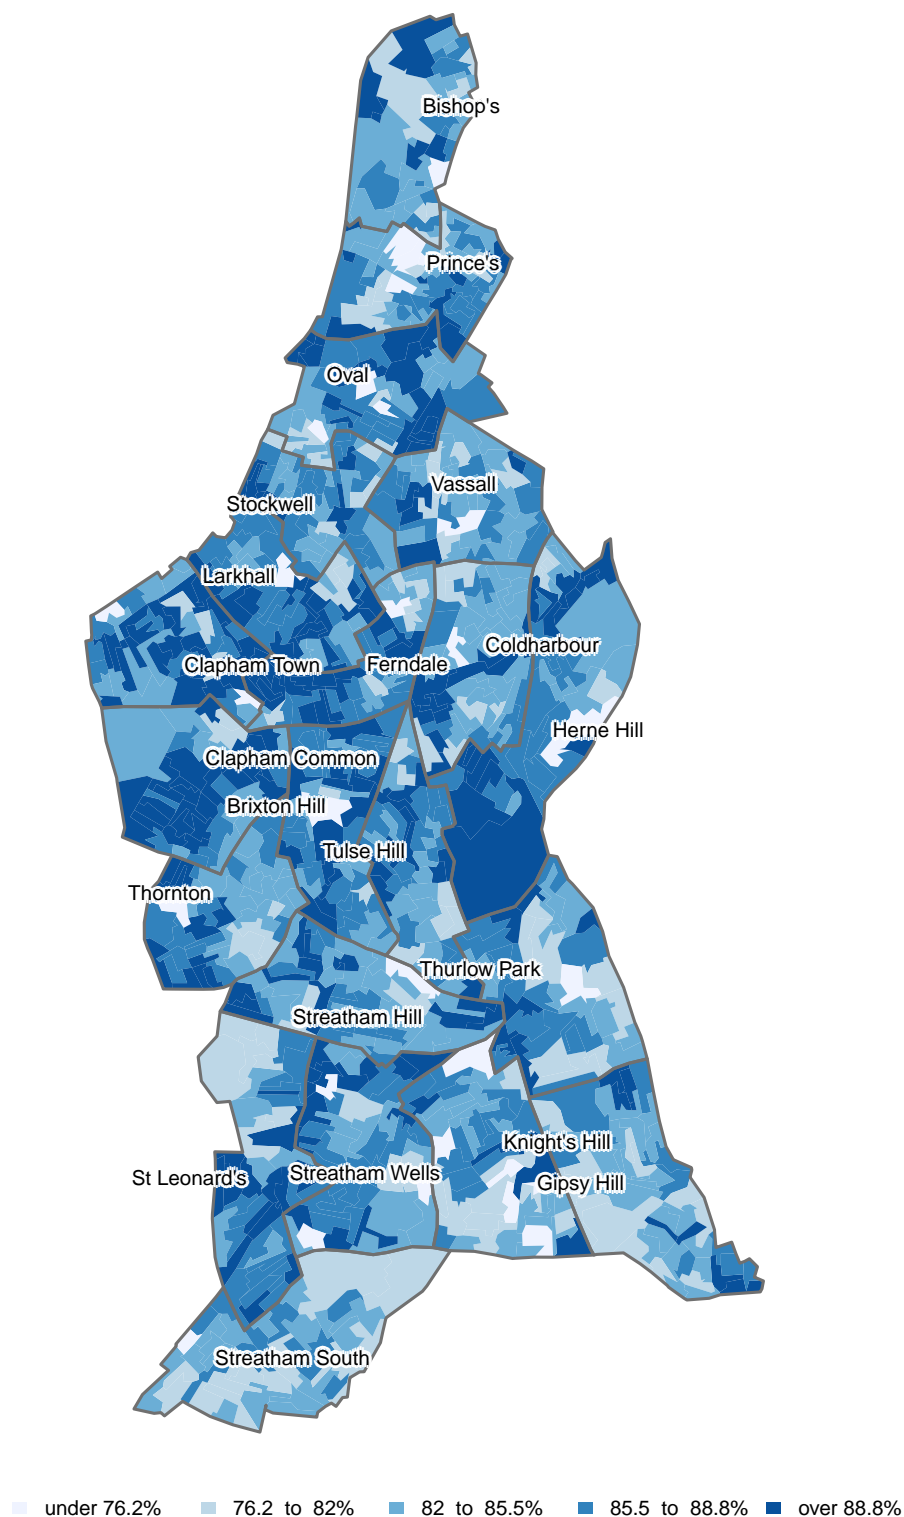 Bishop's
Prince's
Oval
Vassall
Stockwell
Larkhall
Coldharbour
Clapham Town
Ferndale
Herne Hill
Clapham Common
Brixton Hill
Tulse Hill
Thornton
Thurlow Park
Streatham Hill
Knight's Hill
St Leonard's
Streatham Wells
Gipsy Hill
Streatham South
under 76.2% 76.2 to 82% 82 to 85.5% 85.5 to 88.8% over 88.8%